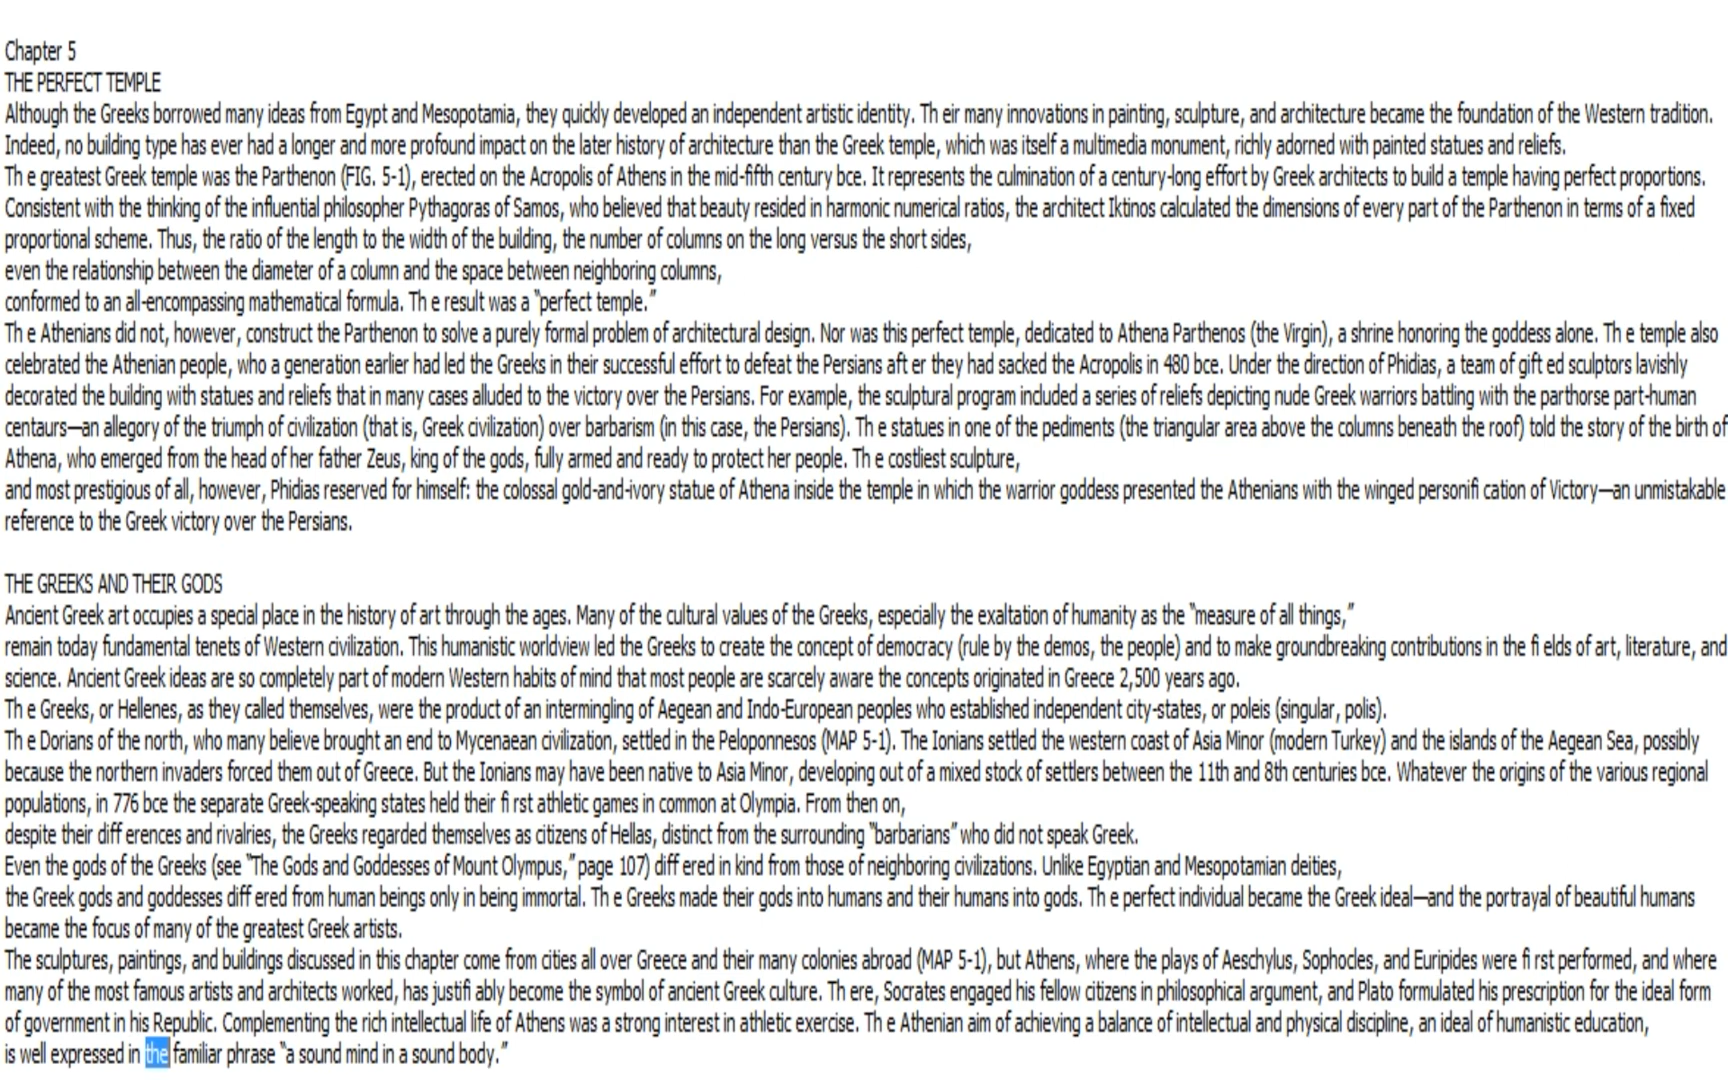 Chapter 5
THE PERFECT TEMPLE
Although the Greeks borrowed many ideas from Egypt and Mesopotamia, they quickly developed an independent artistic identity. Th eir many innovations in painting, sculpture, and architecture became the foundation of the Western tradition.
Indeed, no building type has ever had a longer and more profound impact on the later history of architecture than the Greek temple, which was itself a multimedia monument, richly adorned with painted statues and reliefs.
Th e greatest Greek temple was the Parthenon (FIG. 5-1), erected on the Acropolis of Athens in the mid-fifth century bce. It represents the culmination of a century-long effort by Greek architects to build a temple having perfect proportions.
Consistent with the thinking of the influential philosopher Pythagoras of Samos, who believed that beauty resided in harmonic numerical ratios, the architect Iktinos calculated the dimensions of every part of the Parthenon in terms of a fixed
proportional scheme. Thus, the ratio of the length to the width of the building, the number of columns on the long versus the short sides,
even the relationship between the diameter of a column and the space between neighboring columns,
conformed to an all-encompassing mathematical formula. Th e result was a “perfect temple.”
Th e Athenians did not, however, construct the Parthenon to solve a purely formal problem of architectural design. Nor was this perfect temple, dedicated to Athena Parthenos (the Virgin), a shrine honoring the goddess alone. Th e temple also
celebrated the Athenian people, who a generation earlier had led the Greeks in their successful effort to defeat the Persians aft er they had sacked the Acropolis in 480 bce. Under the direction of Phidias, a team of gift ed sculptors lavishly
decorated the building with statues and reliefs that in many cases alluded to the victory over the Persians. For example, the sculptural program included a series of reliefs depicting nude Greek warriors battling with the parthorse part-human
centaurs—an allegory of the triumph of civilization (that is, Greek civilization) over barbarism (in this case, the Persians). Th e statues in one of the pediments (the triangular area above the columns beneath the roof) told the story of the birth of
Athena, who emerged from the head of her father Zeus, king of the gods, fully armed and ready to protect her people. Th e costliest sculpture,
and most prestigious of all, however, Phidias reserved for himself: the colossal gold-and-ivory statue of Athena inside the temple in which the warrior goddess presented the Athenians with the winged personifi cation of Victory—an unmistakable
reference to the Greek victory over the Persians.
THE GREEKS AND THEIR GODS
Ancient Greek art occupies a special place in the history of art through the ages. Many of the cultural values of the Greeks, especially the exaltation of humanity as the “measure of all things,”
remain today fundamental tenets of Western civilization. This humanistic worldview led the Greeks to create the concept of democracy (rule by the demos, the people) and to make groundbreaking contributions in the fi elds of art, literature, and
science. Ancient Greek ideas are so completely part of modern Western habits of mind that most people are scarcely aware the concepts originated in Greece 2,500 years ago.
Th e Greeks, or Hellenes, as they called themselves, were the product of an intermingling of Aegean and Indo-European peoples who established independent city-states, or poleis (singular, polis).
Th e Dorians of the north, who many believe brought an end to Mycenaean civilization, settled in the Peloponnesos (MAP 5-1). The Ionians settled the western coast of Asia Minor (modern Turkey) and the islands of the Aegean Sea, possibly
because the northern invaders forced them out of Greece. But the Ionians may have been native to Asia Minor, developing out of a mixed stock of settlers between the 11th and 8th centuries bce. Whatever the origins of the various regional
populations, in 776 bce the separate Greek-speaking states held their fi rst athletic games in common at Olympia. From then on,
despite their diff erences and rivalries, the Greeks regarded themselves as citizens of Hellas, distinct from the surrounding “barbarians” who did not speak Greek.
Even the gods of the Greeks (see “The Gods and Goddesses of Mount Olympus,” page 107) diff ered in kind from those of neighboring civilizations. Unlike Egyptian and Mesopotamian deities,
the Greek gods and goddesses diff ered from human beings only in being immortal. Th e Greeks made their gods into humans and their humans into gods. Th e perfect individual became the Greek ideal—and the portrayal of beautiful humans
became the focus of many of the greatest Greek artists.
The sculptures, paintings, and buildings discussed in this chapter come from cities all over Greece and their many colonies abroad (MAP 5-1), but Athens, where the plays of Aeschylus, Sophocles, and Euripides were fi rst performed, and where
many of the most famous artists and architects worked, has justifi ably become the symbol of ancient Greek culture. Th ere, Socrates engaged his fellow citizens in philosophical argument, and Plato formulated his prescription for the ideal form
of government in his Republic. Complementing the rich intellectual life of Athens was a strong interest in athletic exercise. Th e Athenian aim of achieving a balance of intellectual and physical discipline, an ideal of humanistic education,
is well expressed in the familiar phrase “a sound mind in a sound body.”